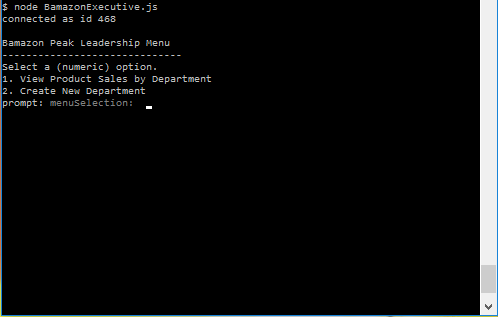 $ node BamazonExecutive.js
connected as id 468
Bamazon Peak Leadership Menu
------------------------------
Select a (numeric) option.
1. View Product Sales by Department
2. Create New Department
prompt: menuSelection: